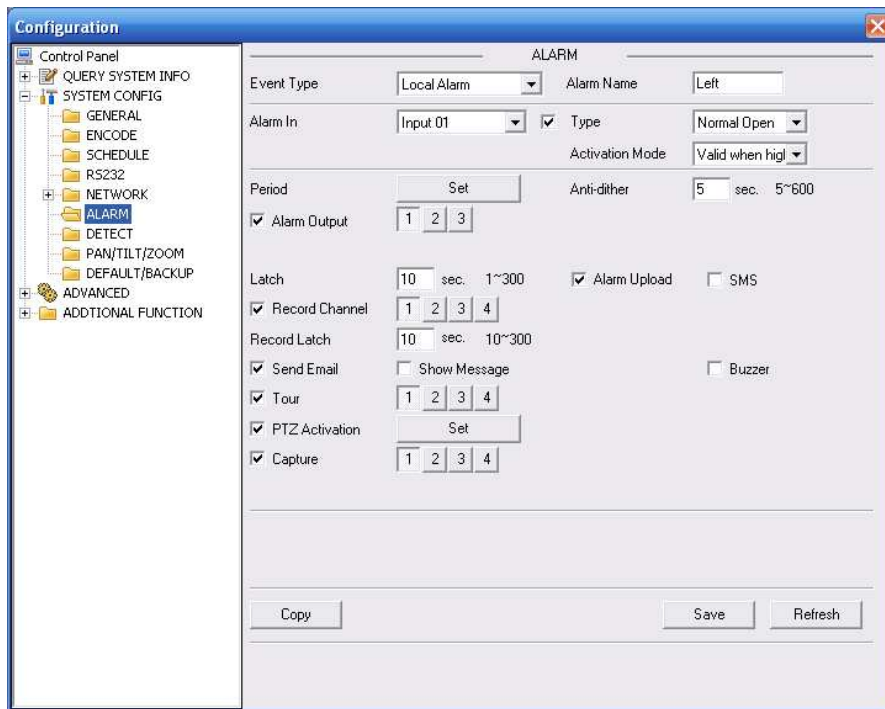 Configuration
Control Panel
QUERY SYSTEM INFO
SYSTEM CONFIG
GENERAL
ENCODE
SCHEDULE
RS232
NETWORK
ALARM
DETECT
PAN/TILT/ZOOM
DEFAULT/BACKUP
ADVANCED
ADDTIONAL FUNCTION
ALARM
Event Type Local Alarm Alarm Name Left
Alarm In Input 01 Type Normal Open
Activation Mode Valid when higl
Period Set Anti-dither 5 sec. 5~600
Alarm Output 1 2 3
Latch 10 sec. 1~300 Alarm Upload SMS
Record Channel 1 2 3 4
Record Latch 10 sec. 10~300
Send Email Show Message Buzzer
Tour 1 2 3 4
PTZ Activation Set
Capture 1 2 3 4
Copy Save Refresh